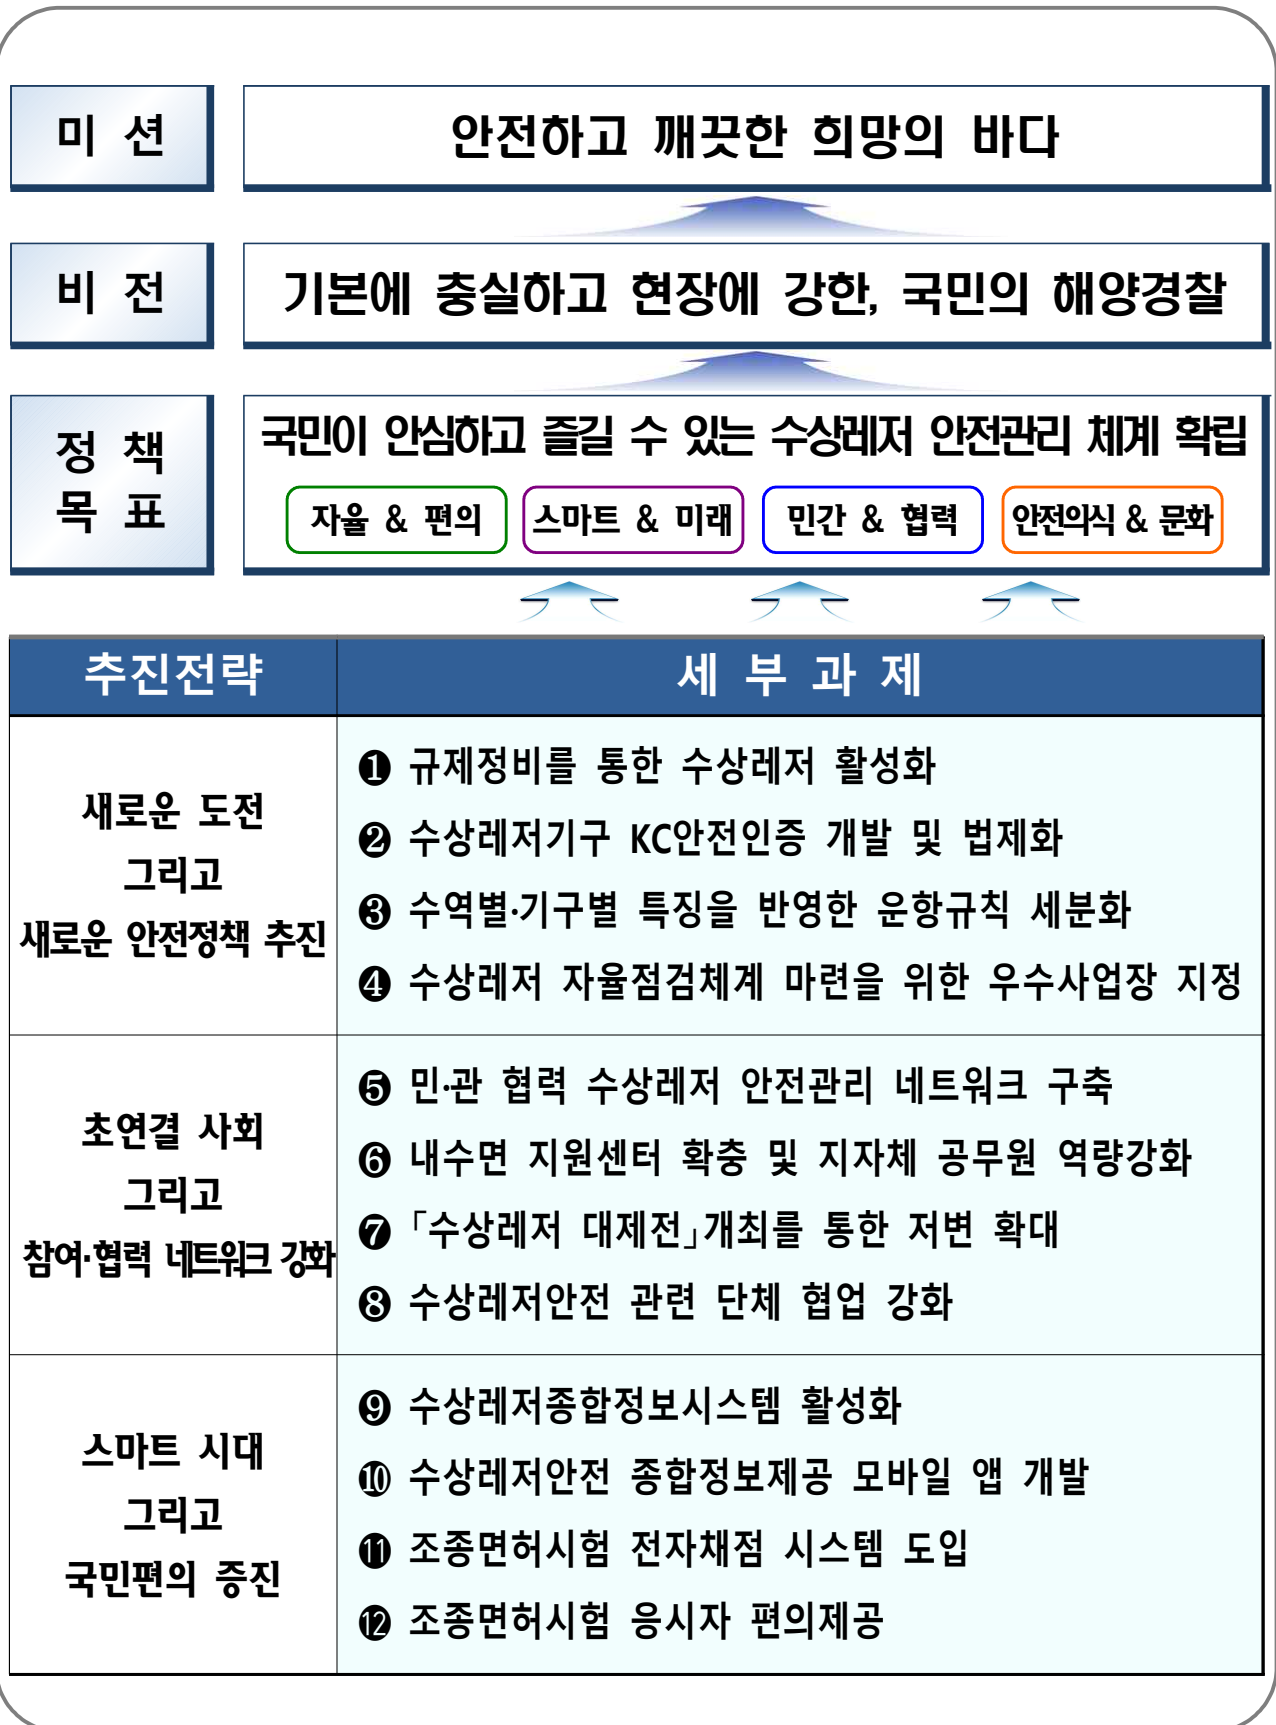 미 션
안전하고 깨끗한 희망의 바다
비 전
기본에 충실하고 현장에 강한, 국민의 해양경찰
정 책
목 표
국민이 안심하고 즐길 수 있는 수상레저 안전관리 체계 확립
자율 & 편의
스마트 & 미래
민간 & 협력
안전의식 & 문화
추진전략
세 부 과 제
새로운 도전
그리고
새로운 안전정책 추진
❶ 규제정비를 통한 수상레저 활성화
❷ 수상레저기구 KC안전인증 개발 및 법제화
❸ 수역별·기구별 특징을 반영한 운항규칙 세분화
❹ 수상레저 자율점검체계 마련을 위한 우수사업장 지정
초연결 사회
그리고
참여·협력 네트워크 강화
❺ 민·관 협력 수상레저 안전관리 네트워크 구축
❻ 내수면 지원센터 확충 및 지자체 공무원 역량강화
❼ 「수상레저 대제전」개최를 통한 저변 확대
❽ 수상레저안전 관련 단체 협업 강화
스마트 시대
그리고
국민편의 증진
❾ 수상레저종합정보시스템 활성화
❿ 수상레저안전 종합정보제공 모바일 앱 개발
⓫ 조종면허시험 전자채점 시스템 도입
⓬ 조종면허시험 응시자 편의제공